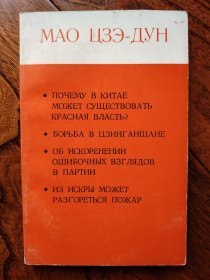 МАО ЦЗЭ-ДУН
• ПОЧЕМУ В КИТАЕ
МОЖЕТ СУЩЕСТВОВАТЬ
КРАСНАЯ ВЛАСТЬ?
• БОРЬБА В ЦЗИНГАНШАНЕ
• ОБ ИСКОРЕНЕНИИ
ОШИБОЧНЫХ ВЗГЛЯДОВ
В ПАРТИИ
• ИЗ ИСКРЫ МОЖЕТ
РАЗГОРЕТЬСЯ ПОЖАР